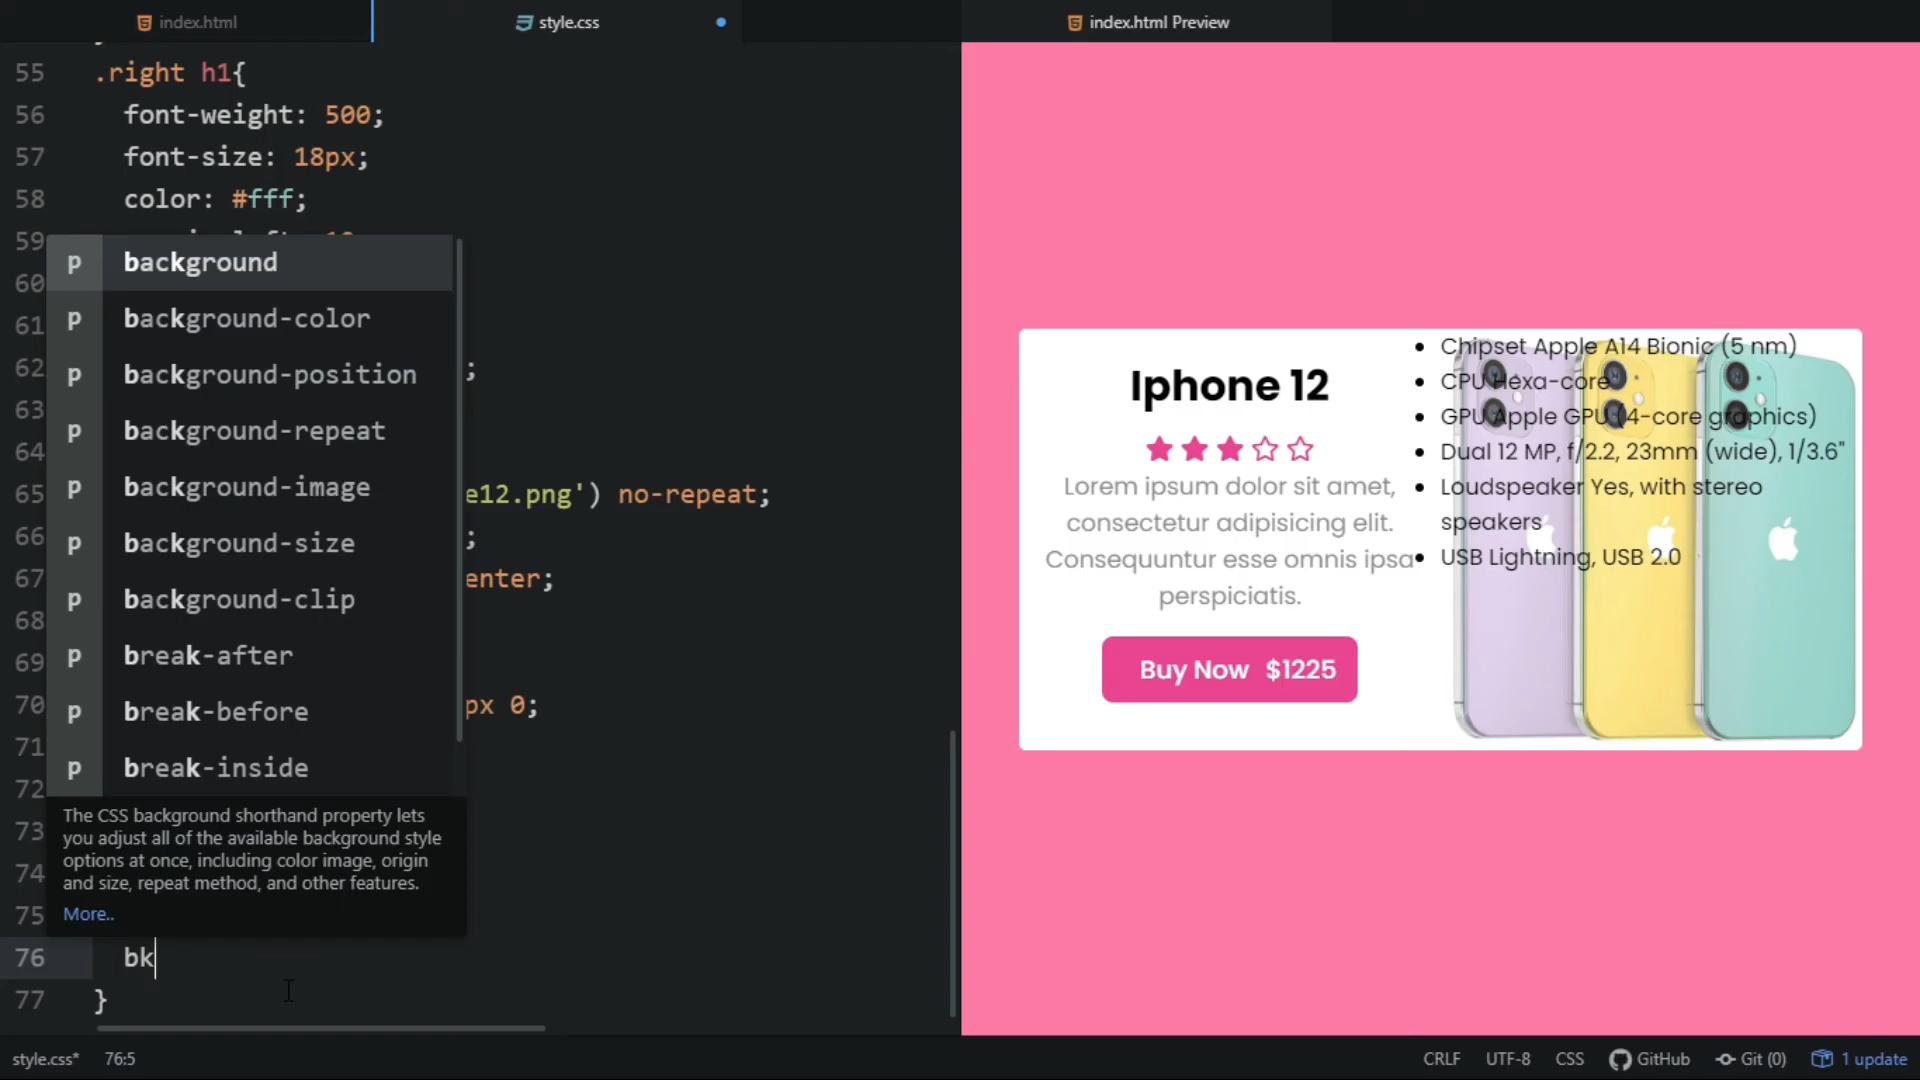 index.html
style.css
index.html Preview
55 .right h1{
56 font-weight: 500;
57 font-size: 18px;
58 color: #fff;
59
60
61
62 ;
63
64
65 e12.png') no-repeat;
66 ;
67 enter;
68
69
70 px 0;
71
72
73
74
75
76 bk
77 }
p background
p background-color
p background-position
p background-repeat
p background-image
p background-size
p background-clip
p break-after
p break-before
p break-inside
The CSS background shorthand property lets
you adjust all of the available background style
options at once, including color image, origin
and size, repeat method, and other features.
More..
Iphone 12
Lorem ipsum dolor sit amet,
consectetur adipisicing elit.
Consequuntur esse omnis ipsa
perspiciatis.
Buy Now $1225
• Chipset Apple A14 Bionic (5 nm)
• CPU Hexa-core
• GPU Apple GPU (4-core graphics)
• Dual 12 MP, f/2.2, 23mm (wide), 1/3.6"
• Loudspeaker Yes, with stereo
speakers
• USB Lightning, USB 2.0
style.css* 76:5
CRLF UTF-8 CSS GitHub Git (0) 1 update